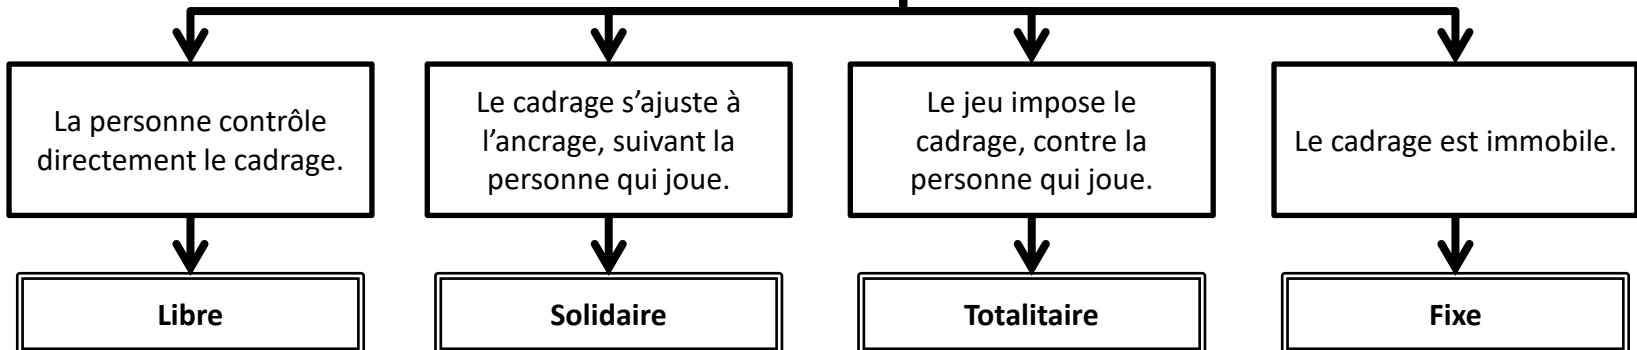 La personne contrôle
directement le cadrage.
Le cadrage s’ajuste à
l’ancrage, suivant la
personne qui joue.
Le jeu impose le
cadrage, contre la
personne qui joue.
Le cadrage est immobile.
Libre
Solidaire
Totalitaire
Fixe